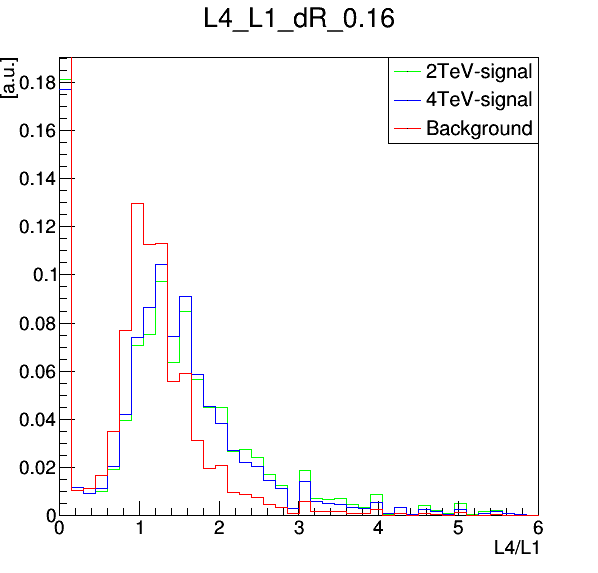 L4_L1_dR_0.16
[a.u.]
2TeV-signal
4TeV-signal
Background
0.18
0.16
0.14
0.12
0.1
0.08
0.06
0.04
0.02
0
0 1 2 3 4 5 6
L4/L1